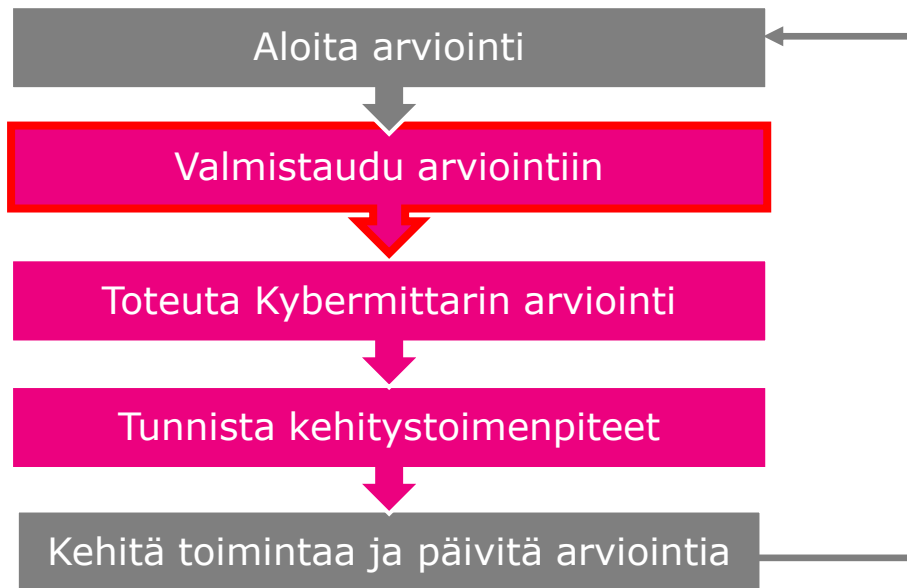 Aloita arviointi
Valmistaudu arviointiin
Toteuta Kybermittarin arviointi
Tunnista kehitystoimenpiteet
Kehitä toimintaa ja päivitä arviointia